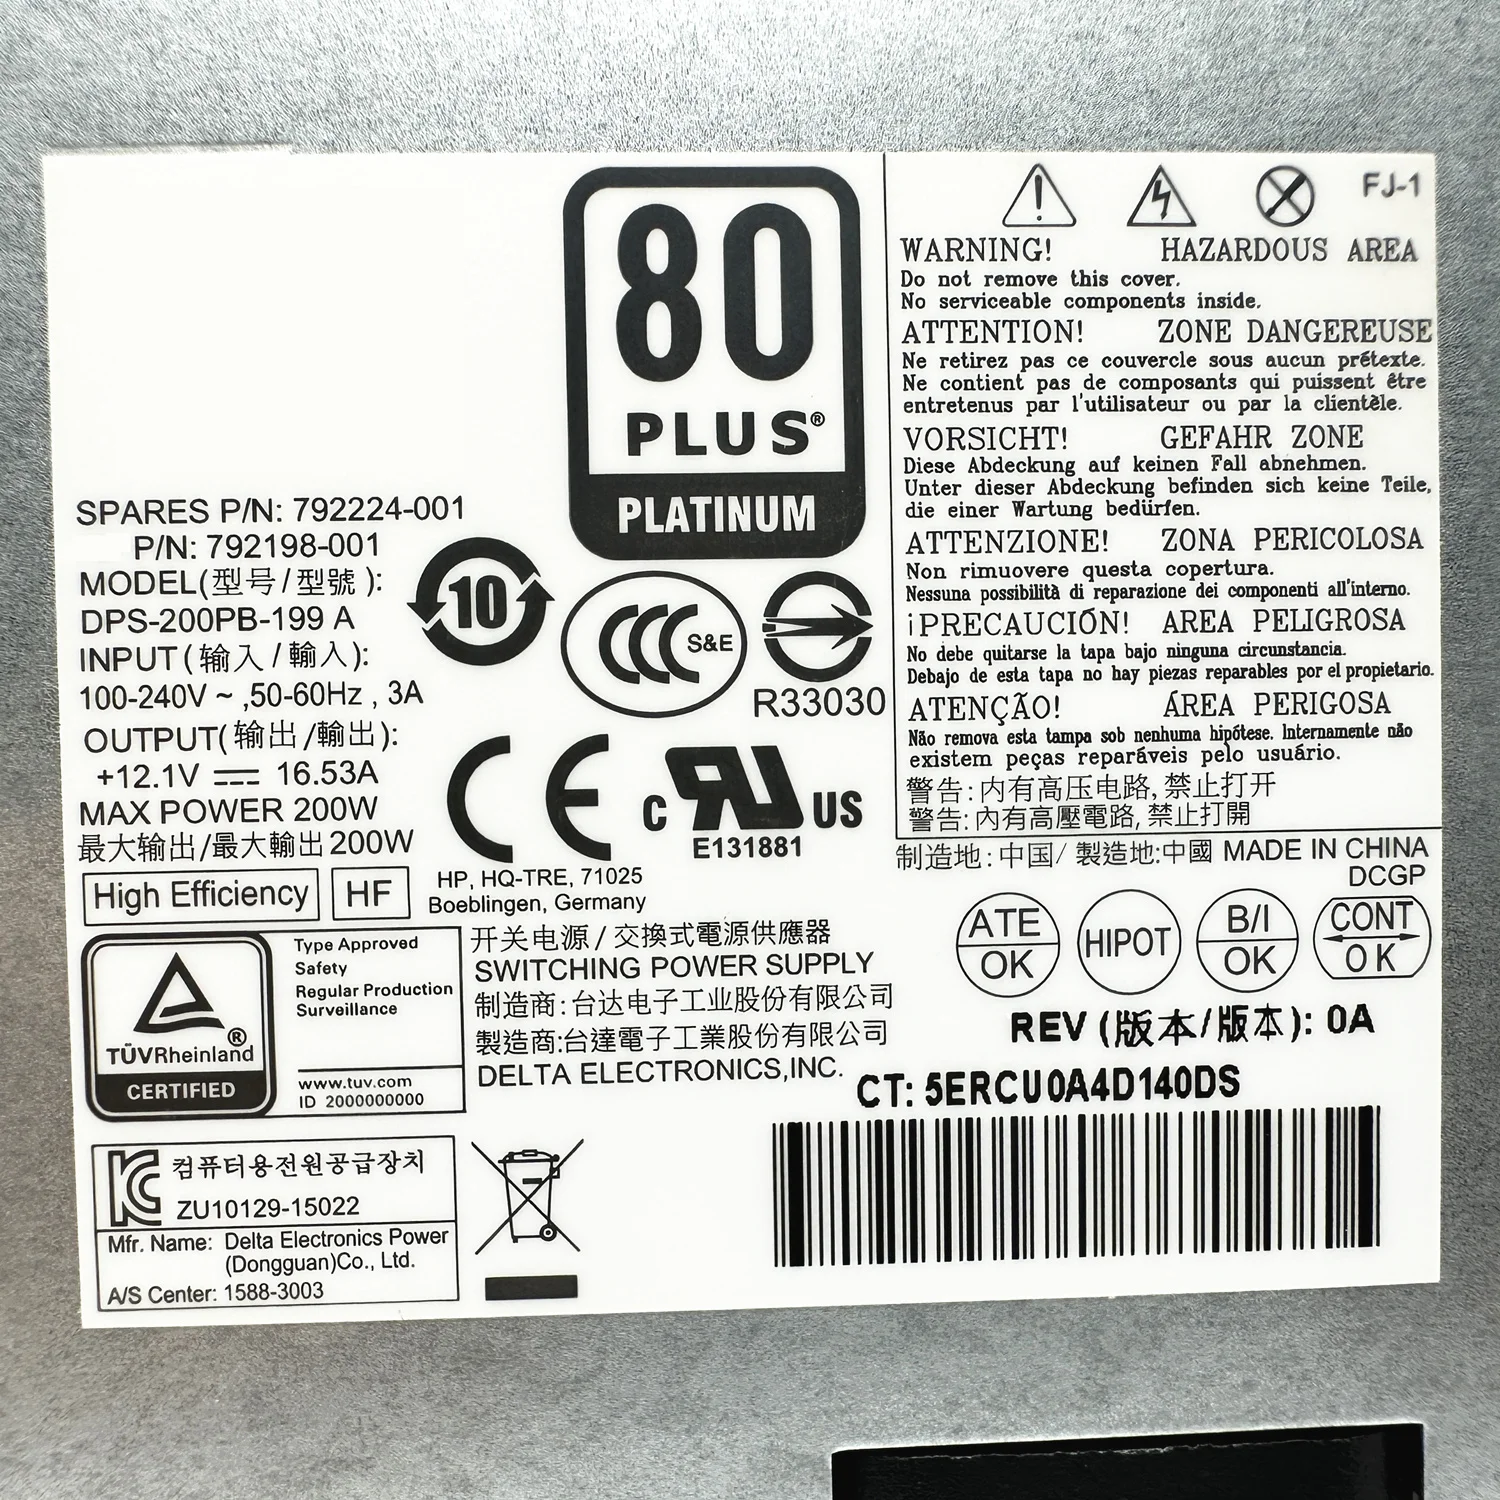 80
PLUS®
PLATINUM
SPARES P/N: 792224-001
P/N: 792198-001
MODEL(型号/型號 ):
DPS-200PB-199 A
INPUT(输入/輸入):
100-240V ~ ,50-60Hz , 3A
OUTPUT(输出/輸出):
+12.1V ⎓ 16.53A
MAX POWER 200W
最大输出/最大輸出 200W
High Efficiency HF
10
CCC S&E
R33030
CE
c RU US
E131881
HP, HQ-TRE, 71025
Boeblingen, Germany
TÜVRheinland®
CERTIFIED
Type Approved
Safety
Regular Production
Surveillance
www.tuv.com
ID 2000000000
开关电源/交換式電源供應器
SWITCHING POWER SUPPLY
制造商:台达电子工业股份有限公司
製造商:台達電子工業股份有限公司
DELTA ELECTRONICS,INC.
KC 컴퓨터용전원공급장치
ZU10129-15022
Mfr. Name: Delta Electronics Power
(Dongguan)Co., Ltd.
A/S Center: 1588-3003
FJ-1
WARNING! HAZARDOUS AREA
Do not remove this cover.
No serviceable components inside.
ATTENTION! ZONE DANGEREUSE
Ne retirez pas ce couvercle sous aucun prétexte.
Ne contient pas de composants qui puissent être
entretenus par l'utilisateur ou par la clientèle.
VORSICHT! GEFAHR ZONE
Diese Abdeckung auf keinen Fall abnehmen.
Unter dieser Abdeckung befinden sich keine Teile,
die einer Wartung bedürfen.
ATTENZIONE! ZONA PERICOLOSA
Non rimuovere questa copertura.
Nessuna possibilità di reparazione dei componenti all'interno.
¡PRECAUCIÓN! AREA PELIGROSA
No debe quitarse la tapa bajo ninguna circunstancia.
Debajo de esta tapa no hay piezas reparables por el propietario.
ATENÇÃO! ÁREA PERIGOSA
Não remova esta tampa sob nenhuma hipótese. Internamente não
existem peças reparáveis pelo usuário.
警告:内有高压电路,禁止打开
警告:內有高壓電路,禁止打開
制造地:中国/ 製造地:中國 MADE IN CHINA
DCGP
ATE OK
HIPOT
B/I OK
CONT OK
REV (版本/版本): 0A
CT: 5ERCU0A4D140DS